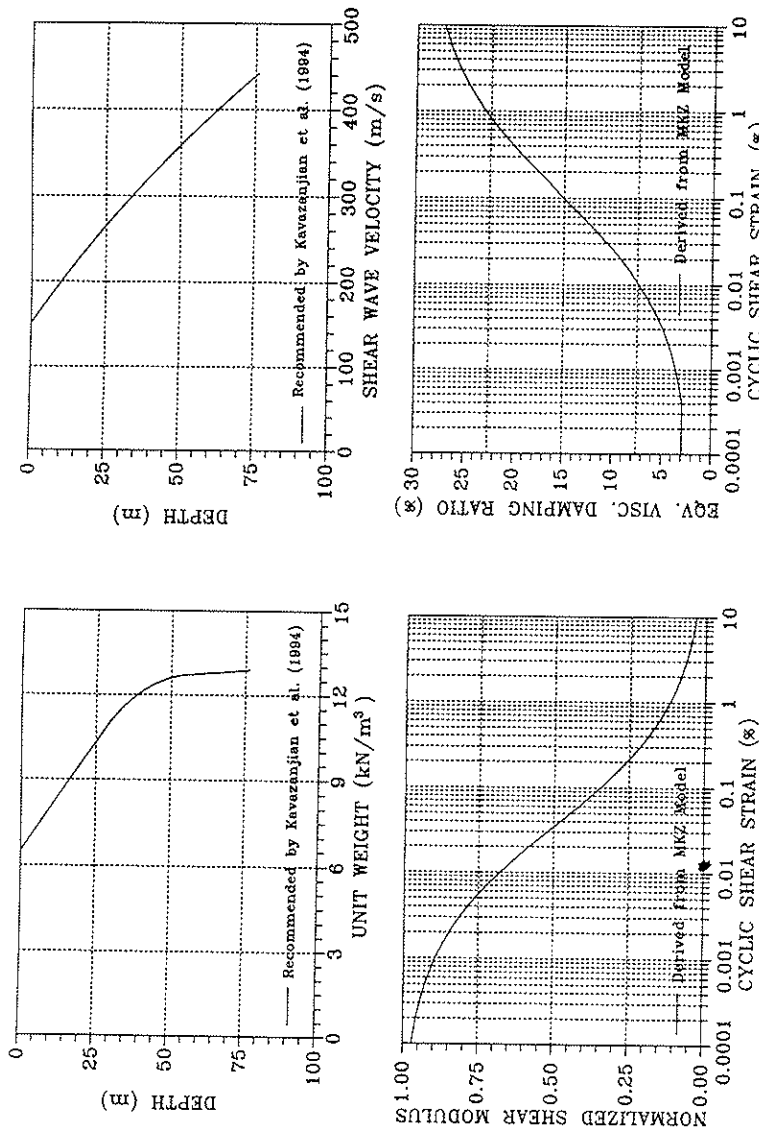 0
25
50
75
100
DEPTH (m)
Recommended by Kavazanjian et al. (1994)
0 3 6 9 12 15
UNIT WEIGHT (kN/m³)
0
25
50
75
100
DEPTH (m)
Recommended by Kavazanjian et al. (1994)
0 100 200 300 400 500
SHEAR WAVE VELOCITY (m/s)
1.00
0.75
0.50
0.25
0.00
NORMALIZED SHEAR MODULUS
Derived from MKZ Model
0.0001 0.001 0.01 0.1 1 10
CYCLIC SHEAR STRAIN (%)
30
25
20
15
10
5
0
EQV. VISC. DAMPING RATIO (%)
Derived from MKZ Model
0.0001 0.001 0.01 0.1 1 10
CYCLIC SHEAR STRAIN (%)